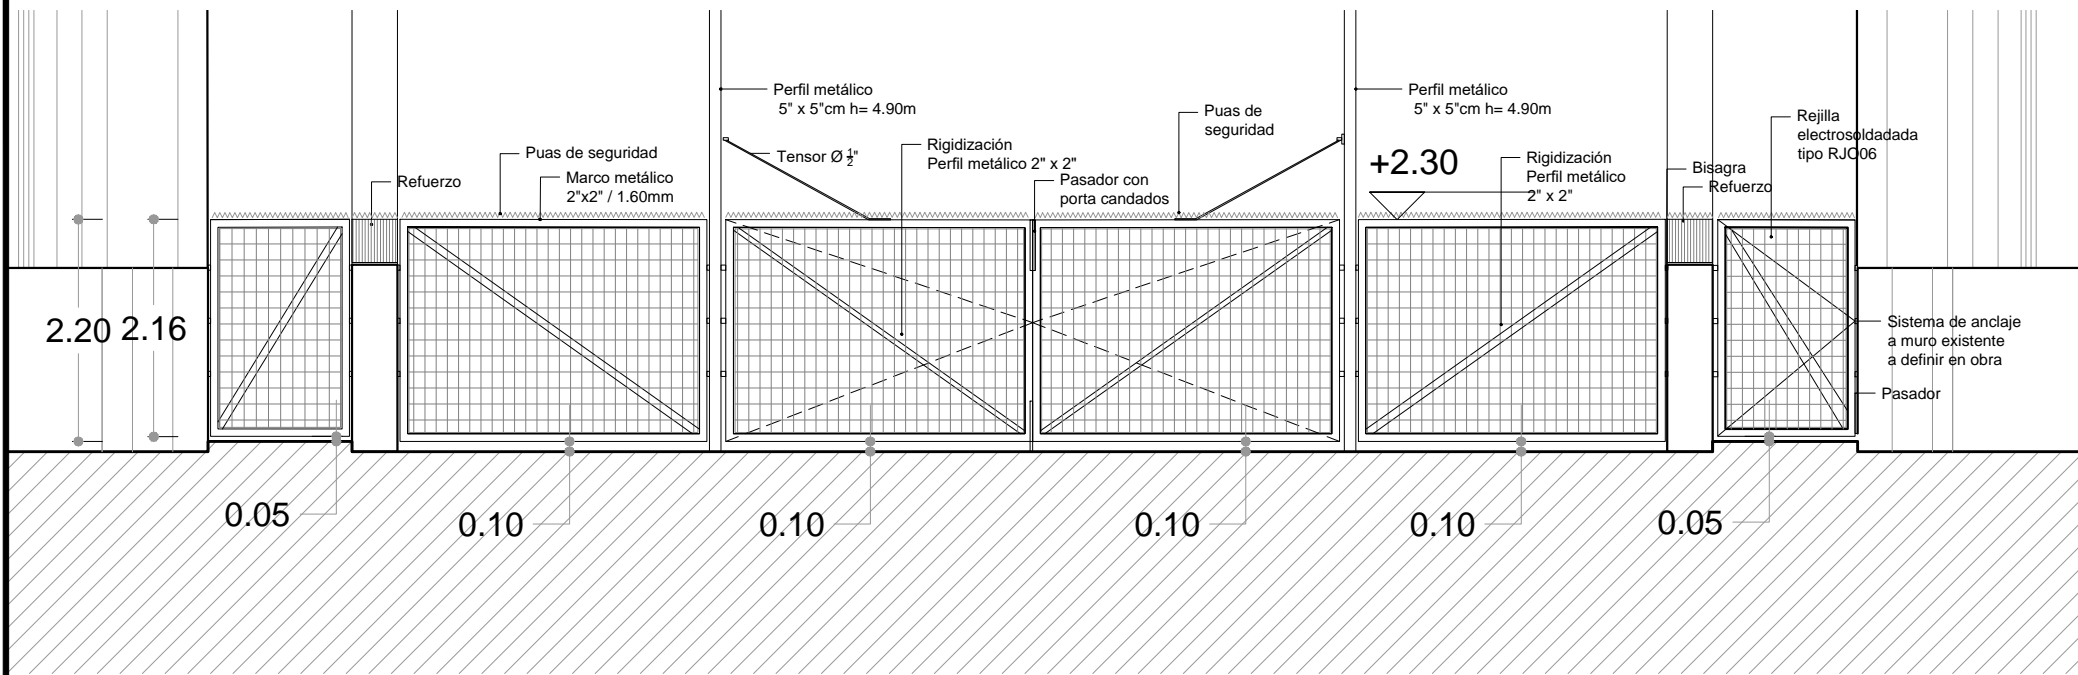 Perfil metálico
5" x 5"cm h= 4.90m
Perfil metálico
5" x 5"cm h= 4.90m
Puas de
seguridad
Rejilla
electrosoldadada
tipo RJO06
Puas de seguridad
Marco metálico
2"x2" / 1.60mm
Refuerzo
Tensor Ø ½"
Rigidización
Perfil metálico 2" x 2"
Pasador con
porta candados
+2.30
Rigidización
Perfil metálico
2" x 2"
Bisagra
Refuerzo
2.20
2.16
Sistema de anclaje
a muro existente
a definir en obra
Pasador
0.05
0.10
0.10
0.10
0.10
0.05